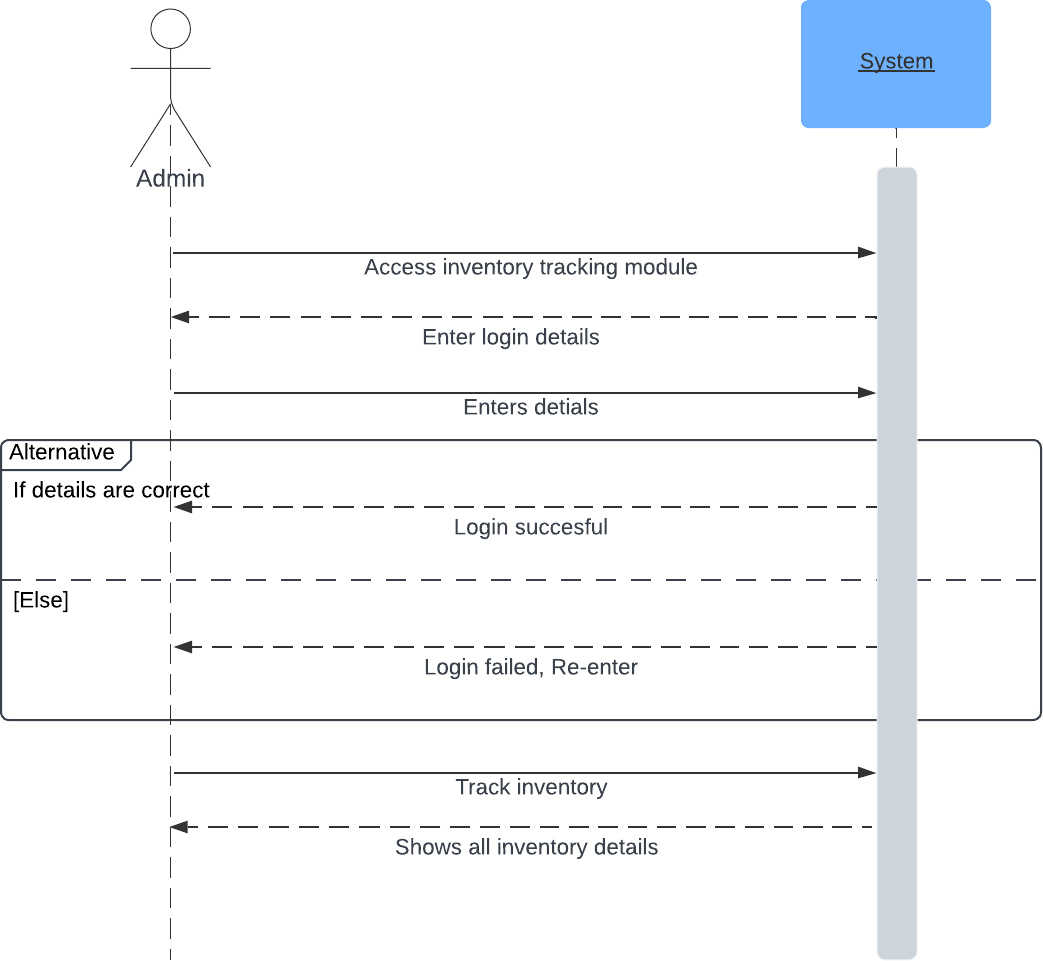 System
Admin
Access inventory tracking module
Enter login details
Enters detials
Alternative
If details are correct
Login succesful
[Else]
Login failed, Re-enter
Track inventory
Shows all inventory details